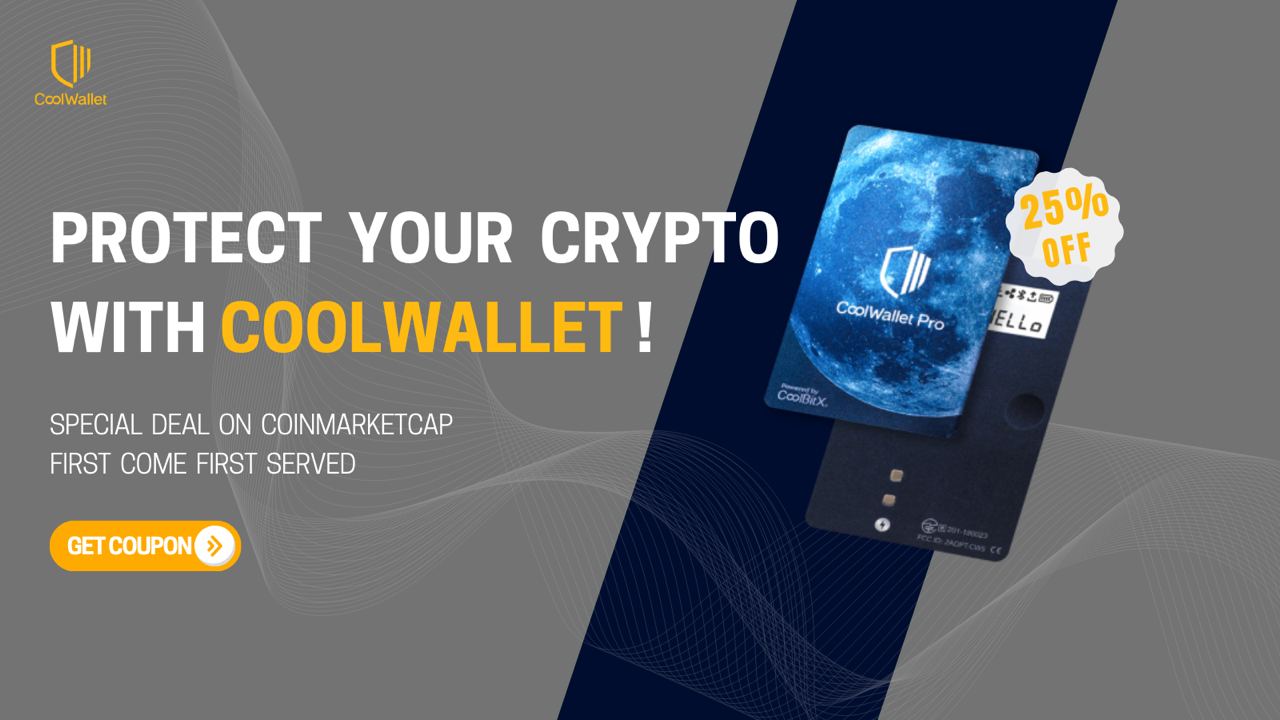 CoolWallet
PROTECT YOUR CRYPTO
WITH COOLWALLET !
SPECIAL DEAL ON COINMARKETCAP
FIRST COME FIRST SERVED
GET COUPON
25%
OFF
CoolWallet Pro
Powered by
CoolBitX